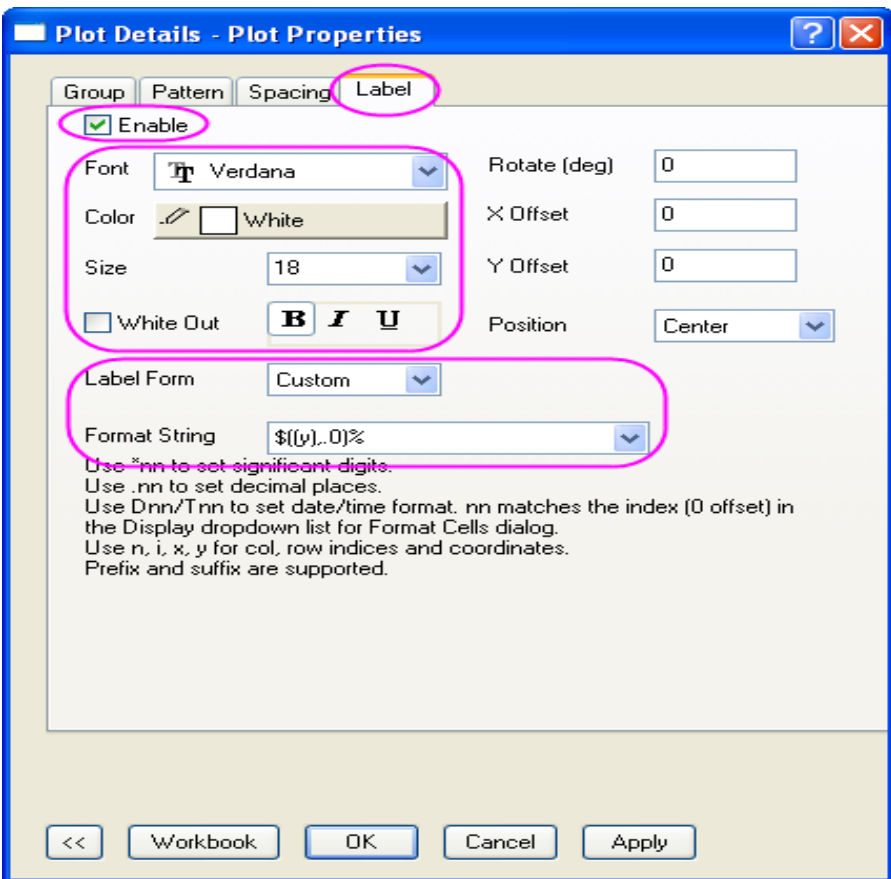 Plot Details - Plot Properties
Group Pattern Spacing Label
Enable
Font Verdana Rotate (deg) 0
Color White X Offset 0
Size 18 Y Offset 0
White Out B I U Position Center
Label Form Custom
Format String $((y),.0)%
Use *nn to set significant digits.
Use .nn to set decimal places.
Use Dnn/Tnn to set date/time format. nn matches the index (0 offset) in
the Display dropdown list for Format Cells dialog.
Use n, i, x, y for col, row indices and coordinates.
Prefix and suffix are supported.
<< Workbook OK Cancel Apply